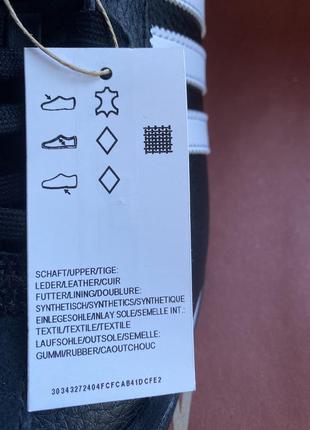 SCHAFT/UPPER/TIGE:
LEDER/LEATHER/CUIR
FUTTER/LINING/DOUBLURE:
SYNTHETISCH/SYNTHETICS/SYNTHÉTIQUE
EINLEGESOHLE/INLAY SOLE/SEMELLE INT.:
TEXTIL/TEXTILE/TEXTILE
LAUFSOHLE/OUTSOLE/SEMELLE:
GUMMI/RUBBER/CAOUTCHOUC
30343272404FCFCAB41DCFE2